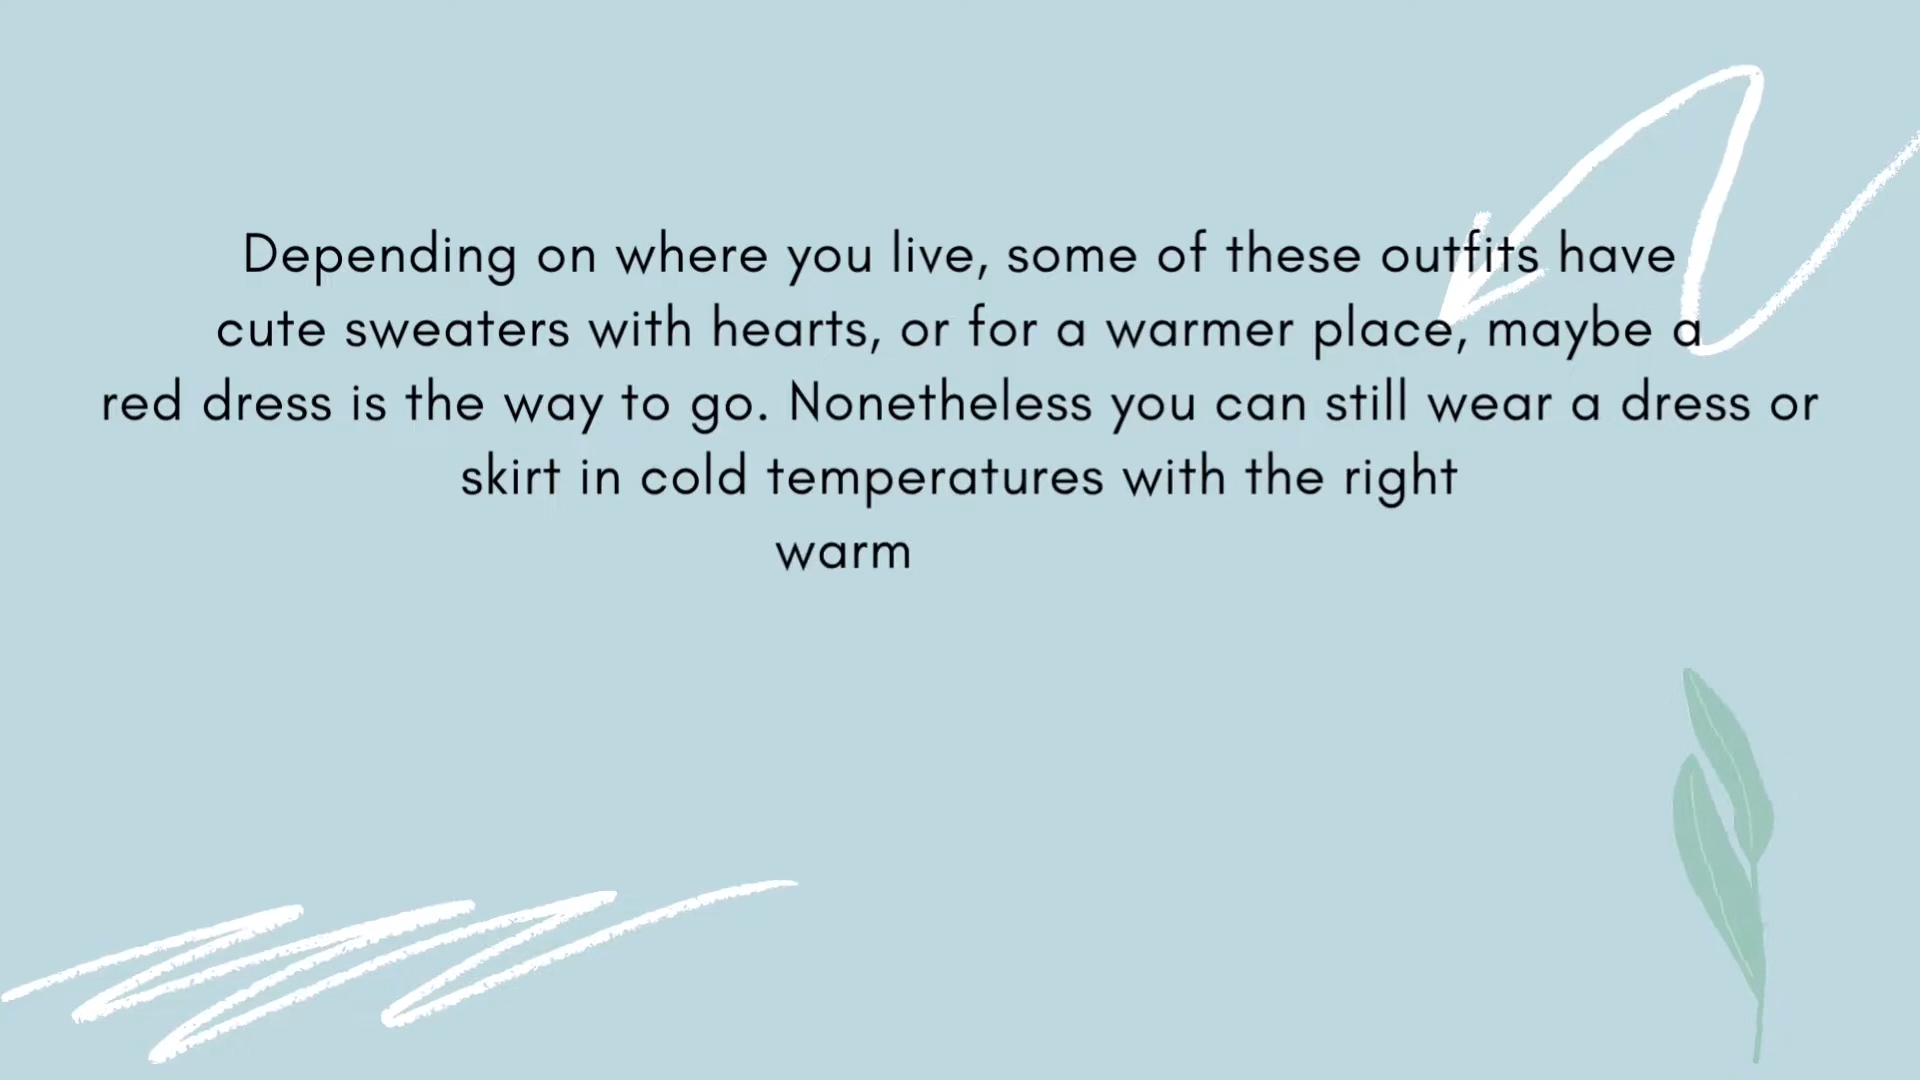 Depending on where you live, some of these outfits have
cute sweaters with hearts, or for a warmer place, maybe a
red dress is the way to go. Nonetheless you can still wear a dress or
skirt in cold temperatures with the right
warm